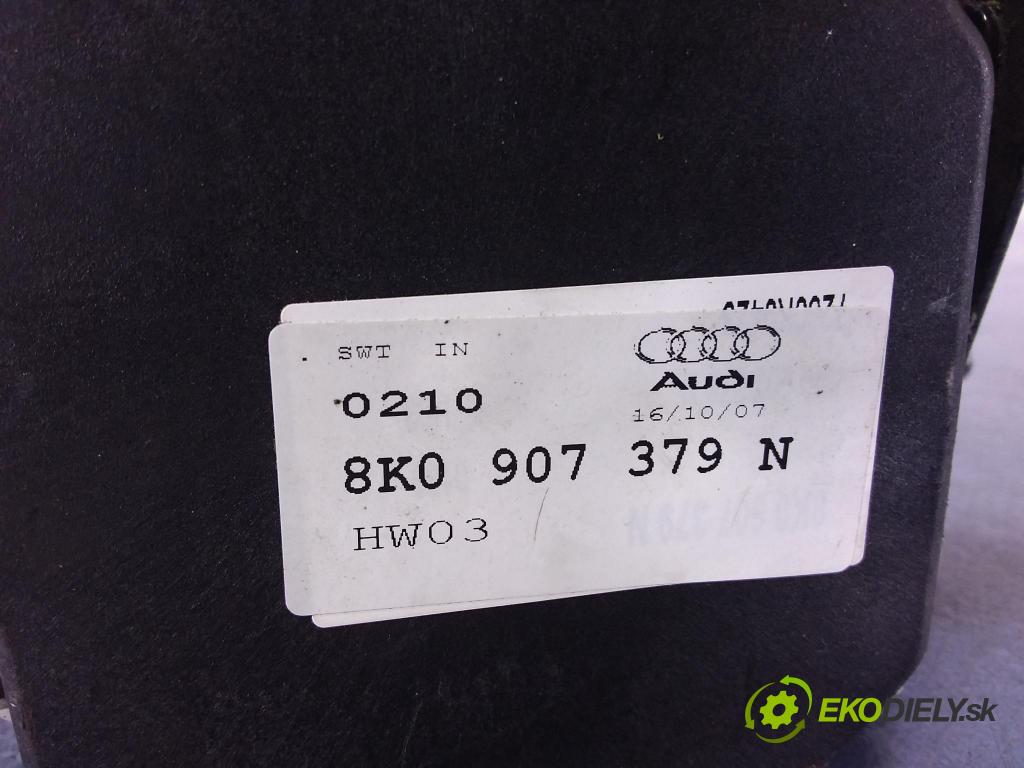 SWT IN
Audi
0210
16/10/07
8K0 907 379 N
HW03
EKODIELY.sk